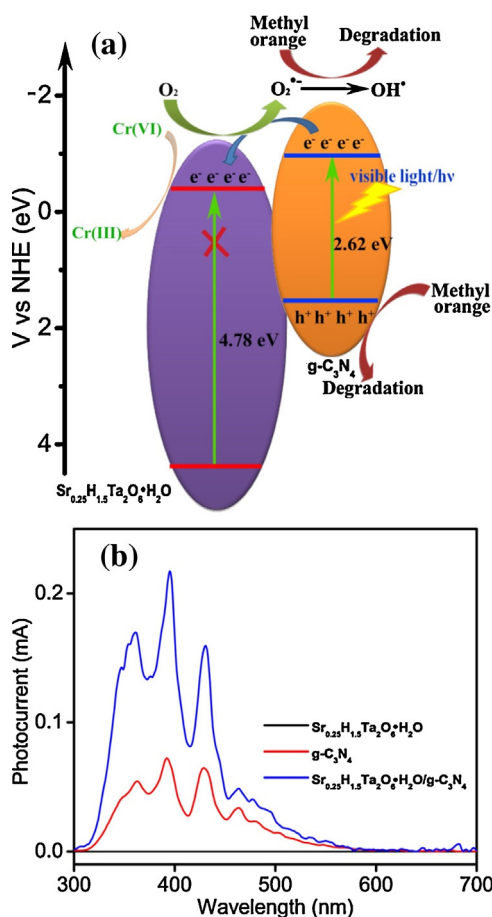 (a)
Methyl
orange
Degradation
O₂
O₂•-
OH•
Cr(VI)
Cr(III)
e⁻ e⁻ e⁻ e⁻
e⁻ e⁻ e⁻ e⁻
visible light/hν
2.62 eV
4.78 eV
h⁺ h⁺ h⁺ h⁺
Methyl
orange
g-C₃N₄
Degradation
Sr₀.₂₅H₁.₅Ta₂O₆•H₂O
V vs NHE (eV)
-2
0
2
4
(b)
Photocurrent (mA)
0.2
0.1
0.0
Sr₀.₂₅H₁.₅Ta₂O₆•H₂O
g-C₃N₄
Sr₀.₂₅H₁.₅Ta₂O₆•H₂O/g-C₃N₄
300 400 500 600 700
Wavelength (nm)